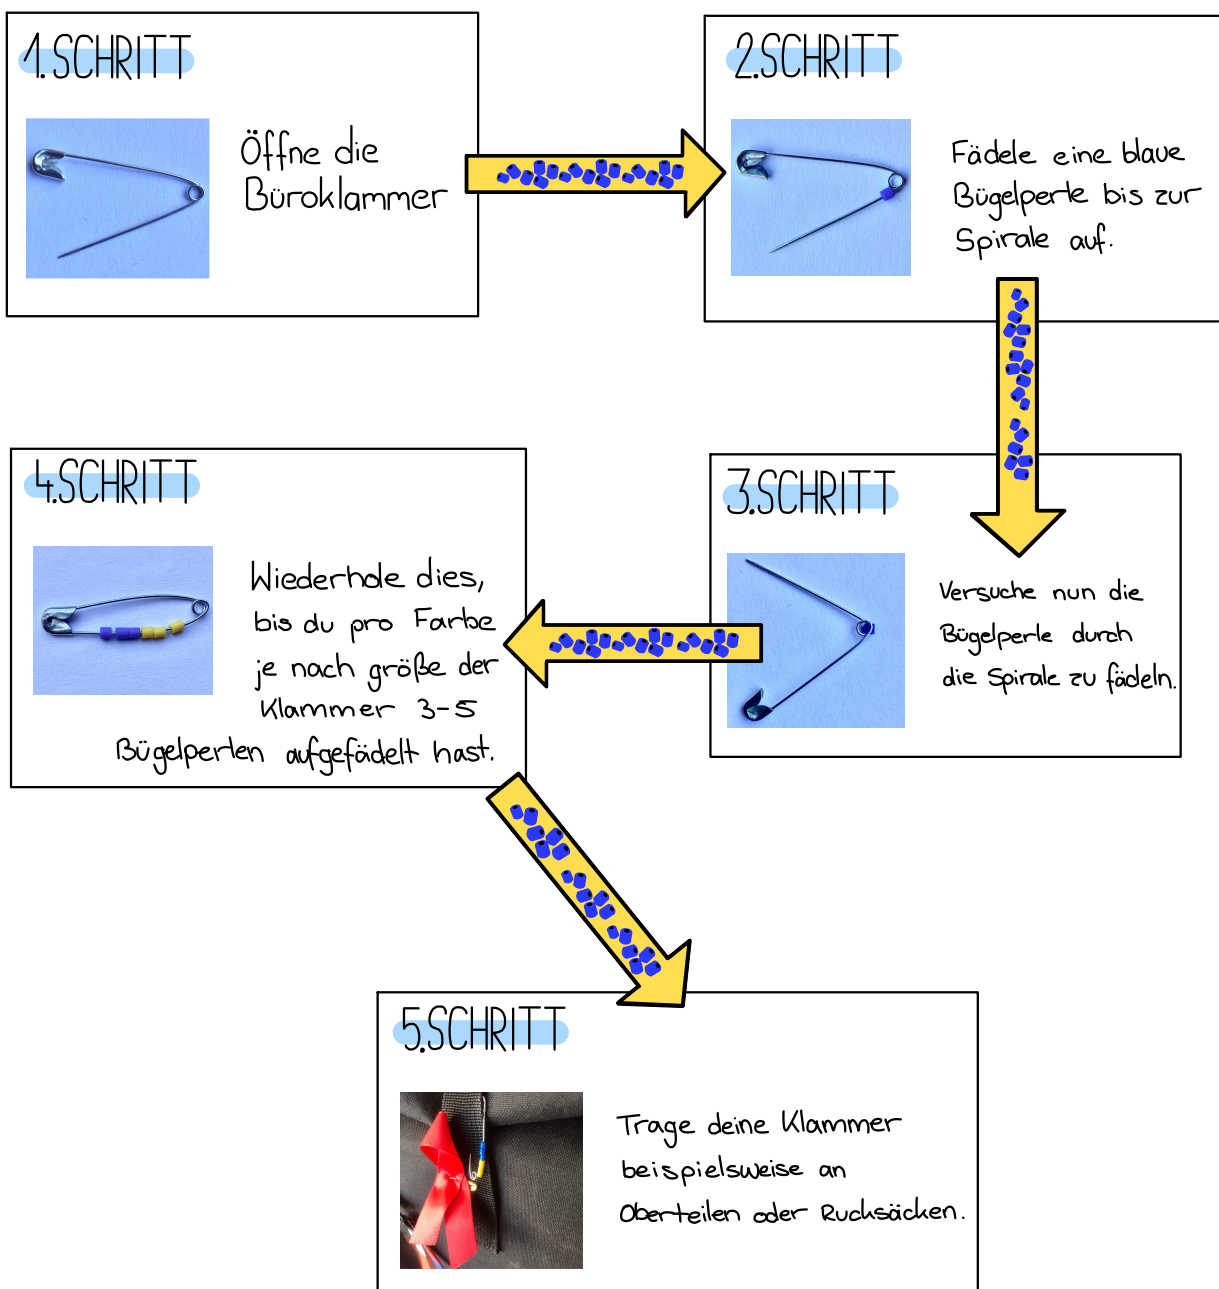 1.SCHRITT
Öffne die
Büroklammer
2.SCHRITT
Fädele eine blaue
Bügelperle bis zur
Spirale auf.
3.SCHRITT
Versuche nun die
Bügelperle durch
die Spirale zu fädeln.
4.SCHRITT
Wiederhole dies,
bis du pro Farbe
je nach größe der
Klammer 3-5
Bügelperlen aufgefädelt hast.
5.SCHRITT
Trage deine Klammer
beispielsweise an
Oberteilen oder Rucksäcken.